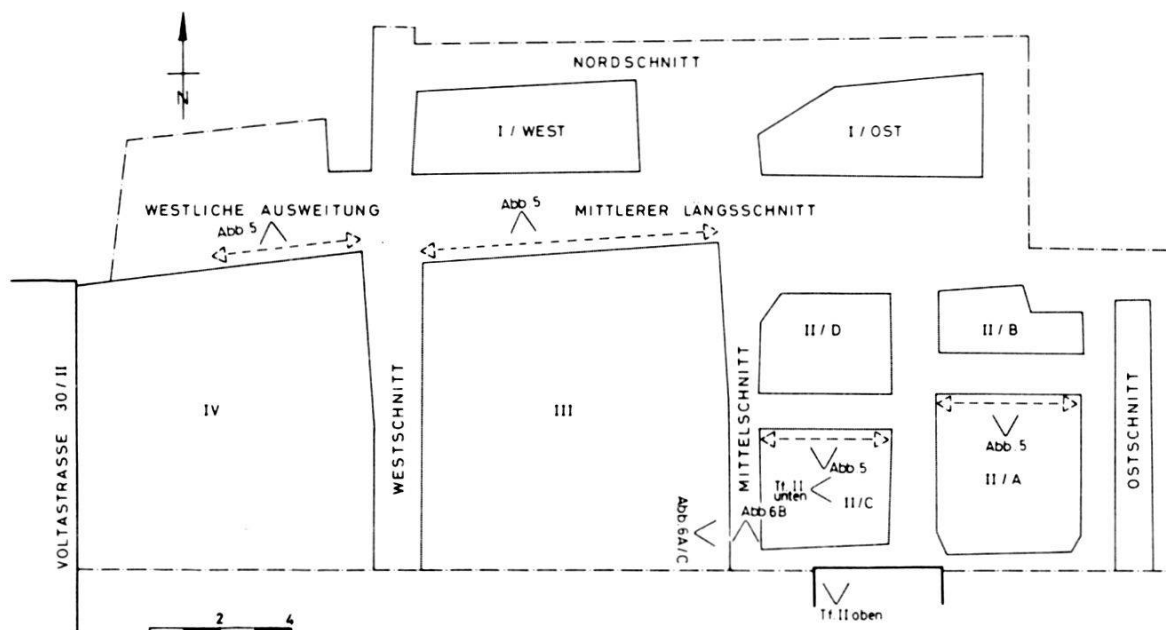 N
NORDSCHNITT
I / WEST
I / OST
WESTLICHE AUSWEITUNG
Abb 5
Abb 5
MITTLERER LANGSSCHNITT
II / D
II / B
VOLTASTRASSE 30/II
IV
WESTSCHNITT
III
MITTELSCHNITT
OSTSCHNITT
Abb.5
Abb.5
II / A
Tf. II
unten
II/C
Abb.6A/C
Abb 6B
Tf. II oben
2 4